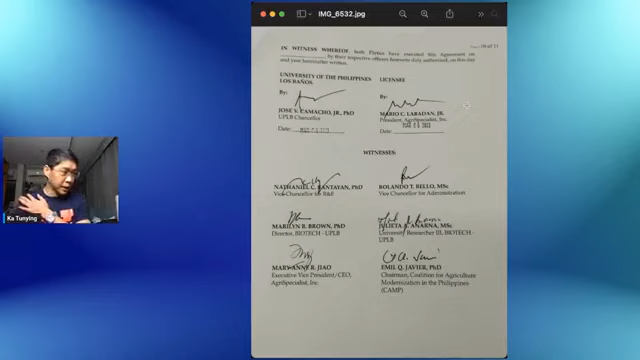 IMG_6532.jpg
IN WITNESS WHEREOF, both Parties have executed this Agreement on
by their respective officers hereunto duly authorized, on this day
and year hereinafter written.
UNIVERSITY OF THE PHILIPPINES
LOS BAÑOS
By:
JOSE V. CAMACHO, JR., PhD
UPLB Chancellor
Date:
LICENSEE
By:
MARIO C. LABADAN, JR.
President, AgriSpecialist, Inc.
Date:
WITNESSES:
NATHANIEL C. BANTAYAN, PhD
Vice Chancellor for R&E
ROLANDO T. BELLO, MSc
Vice Chancellor for Administration
MARILYN B. BROWN, PhD
Director, BIOTECH - UPLB
JULIETA B. ANARNA, MSc
University Researcher III, BIOTECH -
UPLB
MARY ANNE R. JIAO
Executive Vice President/CEO,
AgriSpecialist, Inc.
EMIL Q. JAVIER, PhD
Chairman, Coalition for Agriculture
Modernization in the Philippines
(CAMP)
Ka Tunying